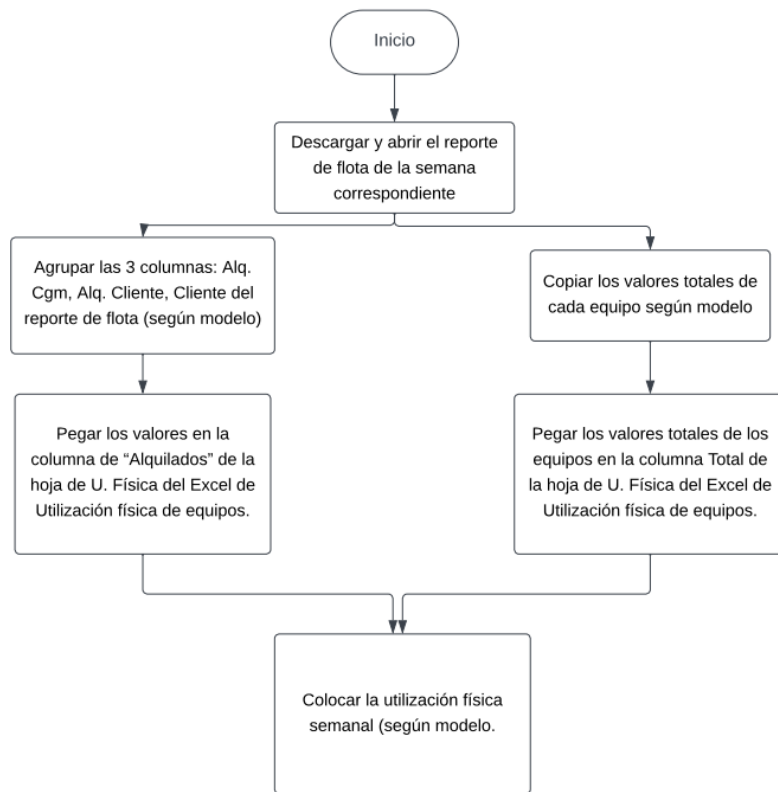 Inicio
Descargar y abrir el reporte
de flota de la semana
correspondiente
Agrupar las 3 columnas: Alq.
Cgm, Alq. Cliente, Cliente del
reporte de flota (según modelo)
Copiar los valores totales de
cada equipo según modelo
Pegar los valores en la
columna de “Alquilados” de la
hoja de U. Física del Excel de
Utilización física de equipos.
Pegar los valores totales de los
equipos en la columna Total de
la hoja de U. Física del Excel de
Utilización física de equipos.
Colocar la utilización física
semanal (según modelo.